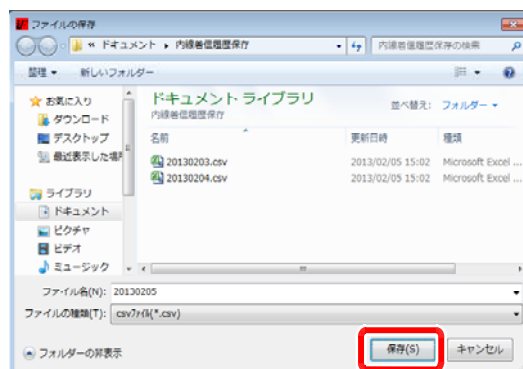 ファイルの保存
« ドキュメント ▸ 内線着信履歴保存
内線着信履歴保存の検索
整理 ▼ 新しいフォルダー
お気に入り
ダウンロード
デスクトップ
最近表示した場所
ライブラリ
ドキュメント
ピクチャ
ビデオ
ミュージック
ドキュメント ライブラリ
内線着信履歴保存
並べ替え: フォルダー ▼
名前 更新日時 種類
20130203.csv 2013/02/05 15:02 Microsoft Excel ...
20130204.csv 2013/02/05 15:02 Microsoft Excel ...
ファイル名(N): 20130205
ファイルの種類(T): csvﾌｧｲﾙ(*.csv)
フォルダーの非表示
保存(S) キャンセル